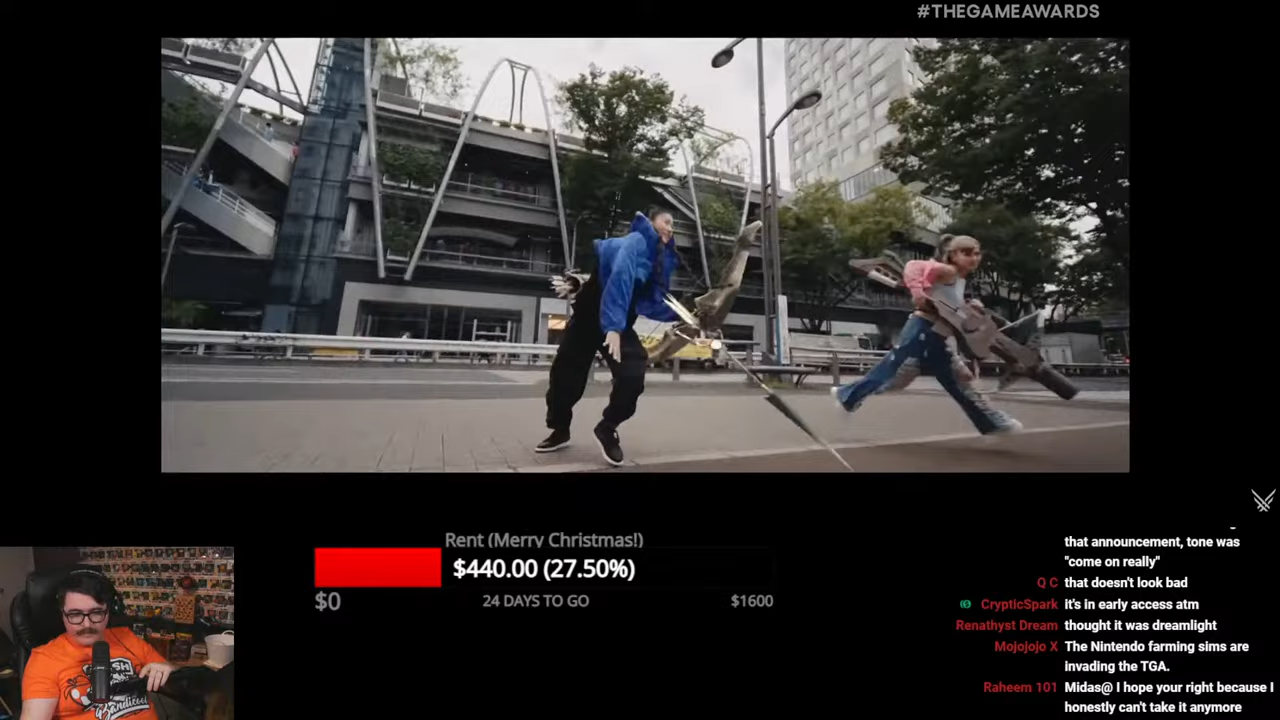 #THEGAMEAWARDS
Rent (Merry Christmas!)
$440.00 (27.50%)
$0
24 DAYS TO GO
$1600
that announcement, tone was
"come on really"
Q C that doesn't look bad
CrypticSpark It's in early access atm
Renathyst Dream thought it was dreamlight
Mojojojo X The Nintendo farming sims are
invading the TGA.
Raheem 101 Midas@ I hope your right because I
honestly can't take it anymore